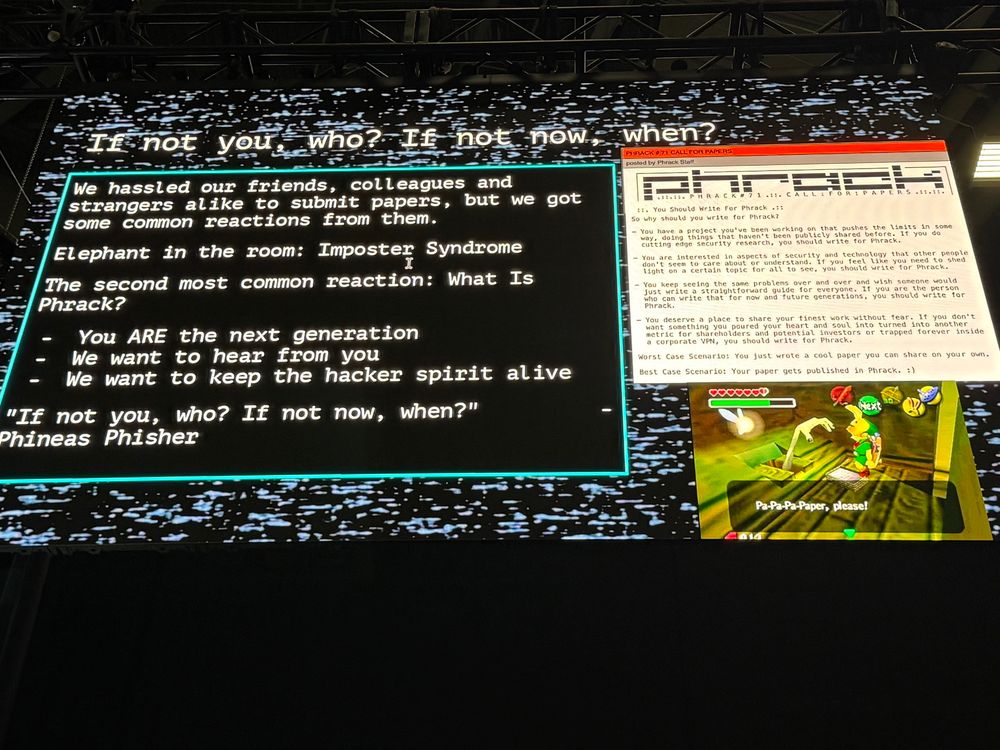 If not you, who? If not now, when?
We hassled our friends, colleagues and
strangers alike to submit papers, but we got
some common reactions from them.
Elephant in the room: Imposter Syndrome
The second most common reaction: What Is
Phrack?
- You ARE the next generation
- We want to hear from you
- We want to keep the hacker spirit alive
"If not you, who? If not now, when?" -
Phineas Phisher
PHRACK #71 CALL FOR PAPERS
posted by Phrack Staff
phrack
.::.::. P H R A C K # 7 1 .::. C A L L : F O R : P A P E R S .::.::.
::. You Should Write For Phrack .::
So why should you write for Phrack?
- You have a project you've been working on that pushes the limits in some
way, doing things that haven't been publicly shared before. If you do
cutting edge security research, you should write for Phrack.
- You are interested in aspects of security and technology that other people
don't seem to care about or understand. If you feel like you need to shed
light on a certain topic for all to see, you should write for Phrack.
- You keep seeing the same problems over and over and wish someone would
just write a straightforward guide for everyone. If you are the person
who can write that for now and future generations, you should write for
Phrack.
- You deserve a place to share your finest work without fear. If you don't
want something you poured your heart and soul into turned into another
metric for shareholders and potential investors or trapped forever inside
a corporate VPN, you should write for Phrack.
Worst Case Scenario: You just wrote a cool paper you can share on your own.
Best Case Scenario: Your paper gets published in Phrack. :)
Next
Pa-Pa-Pa-Paper, please!